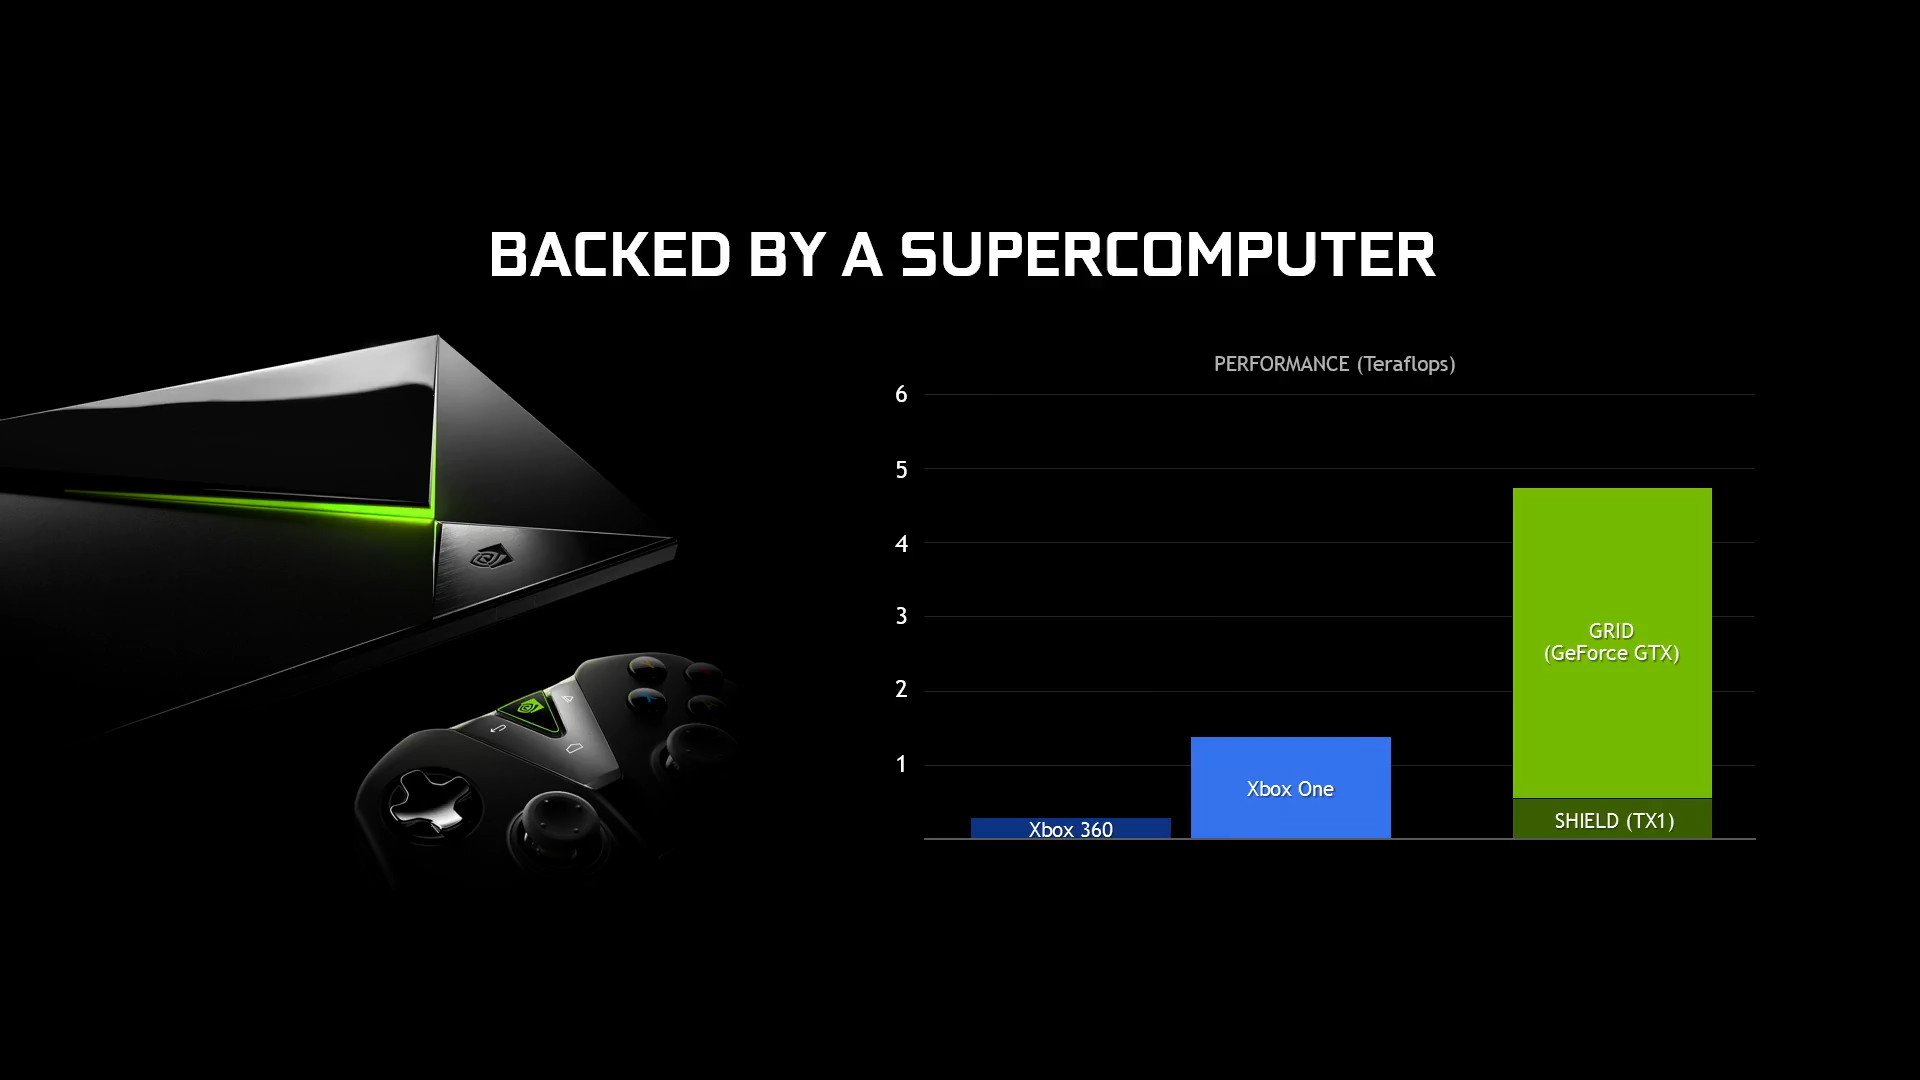 BACKED BY A SUPERCOMPUTER
PERFORMANCE (Teraflops)
6
5
4
3
2
1
GRID
(GeForce GTX)
Xbox One
SHIELD (TX1)
Xbox 360
Y
X
A